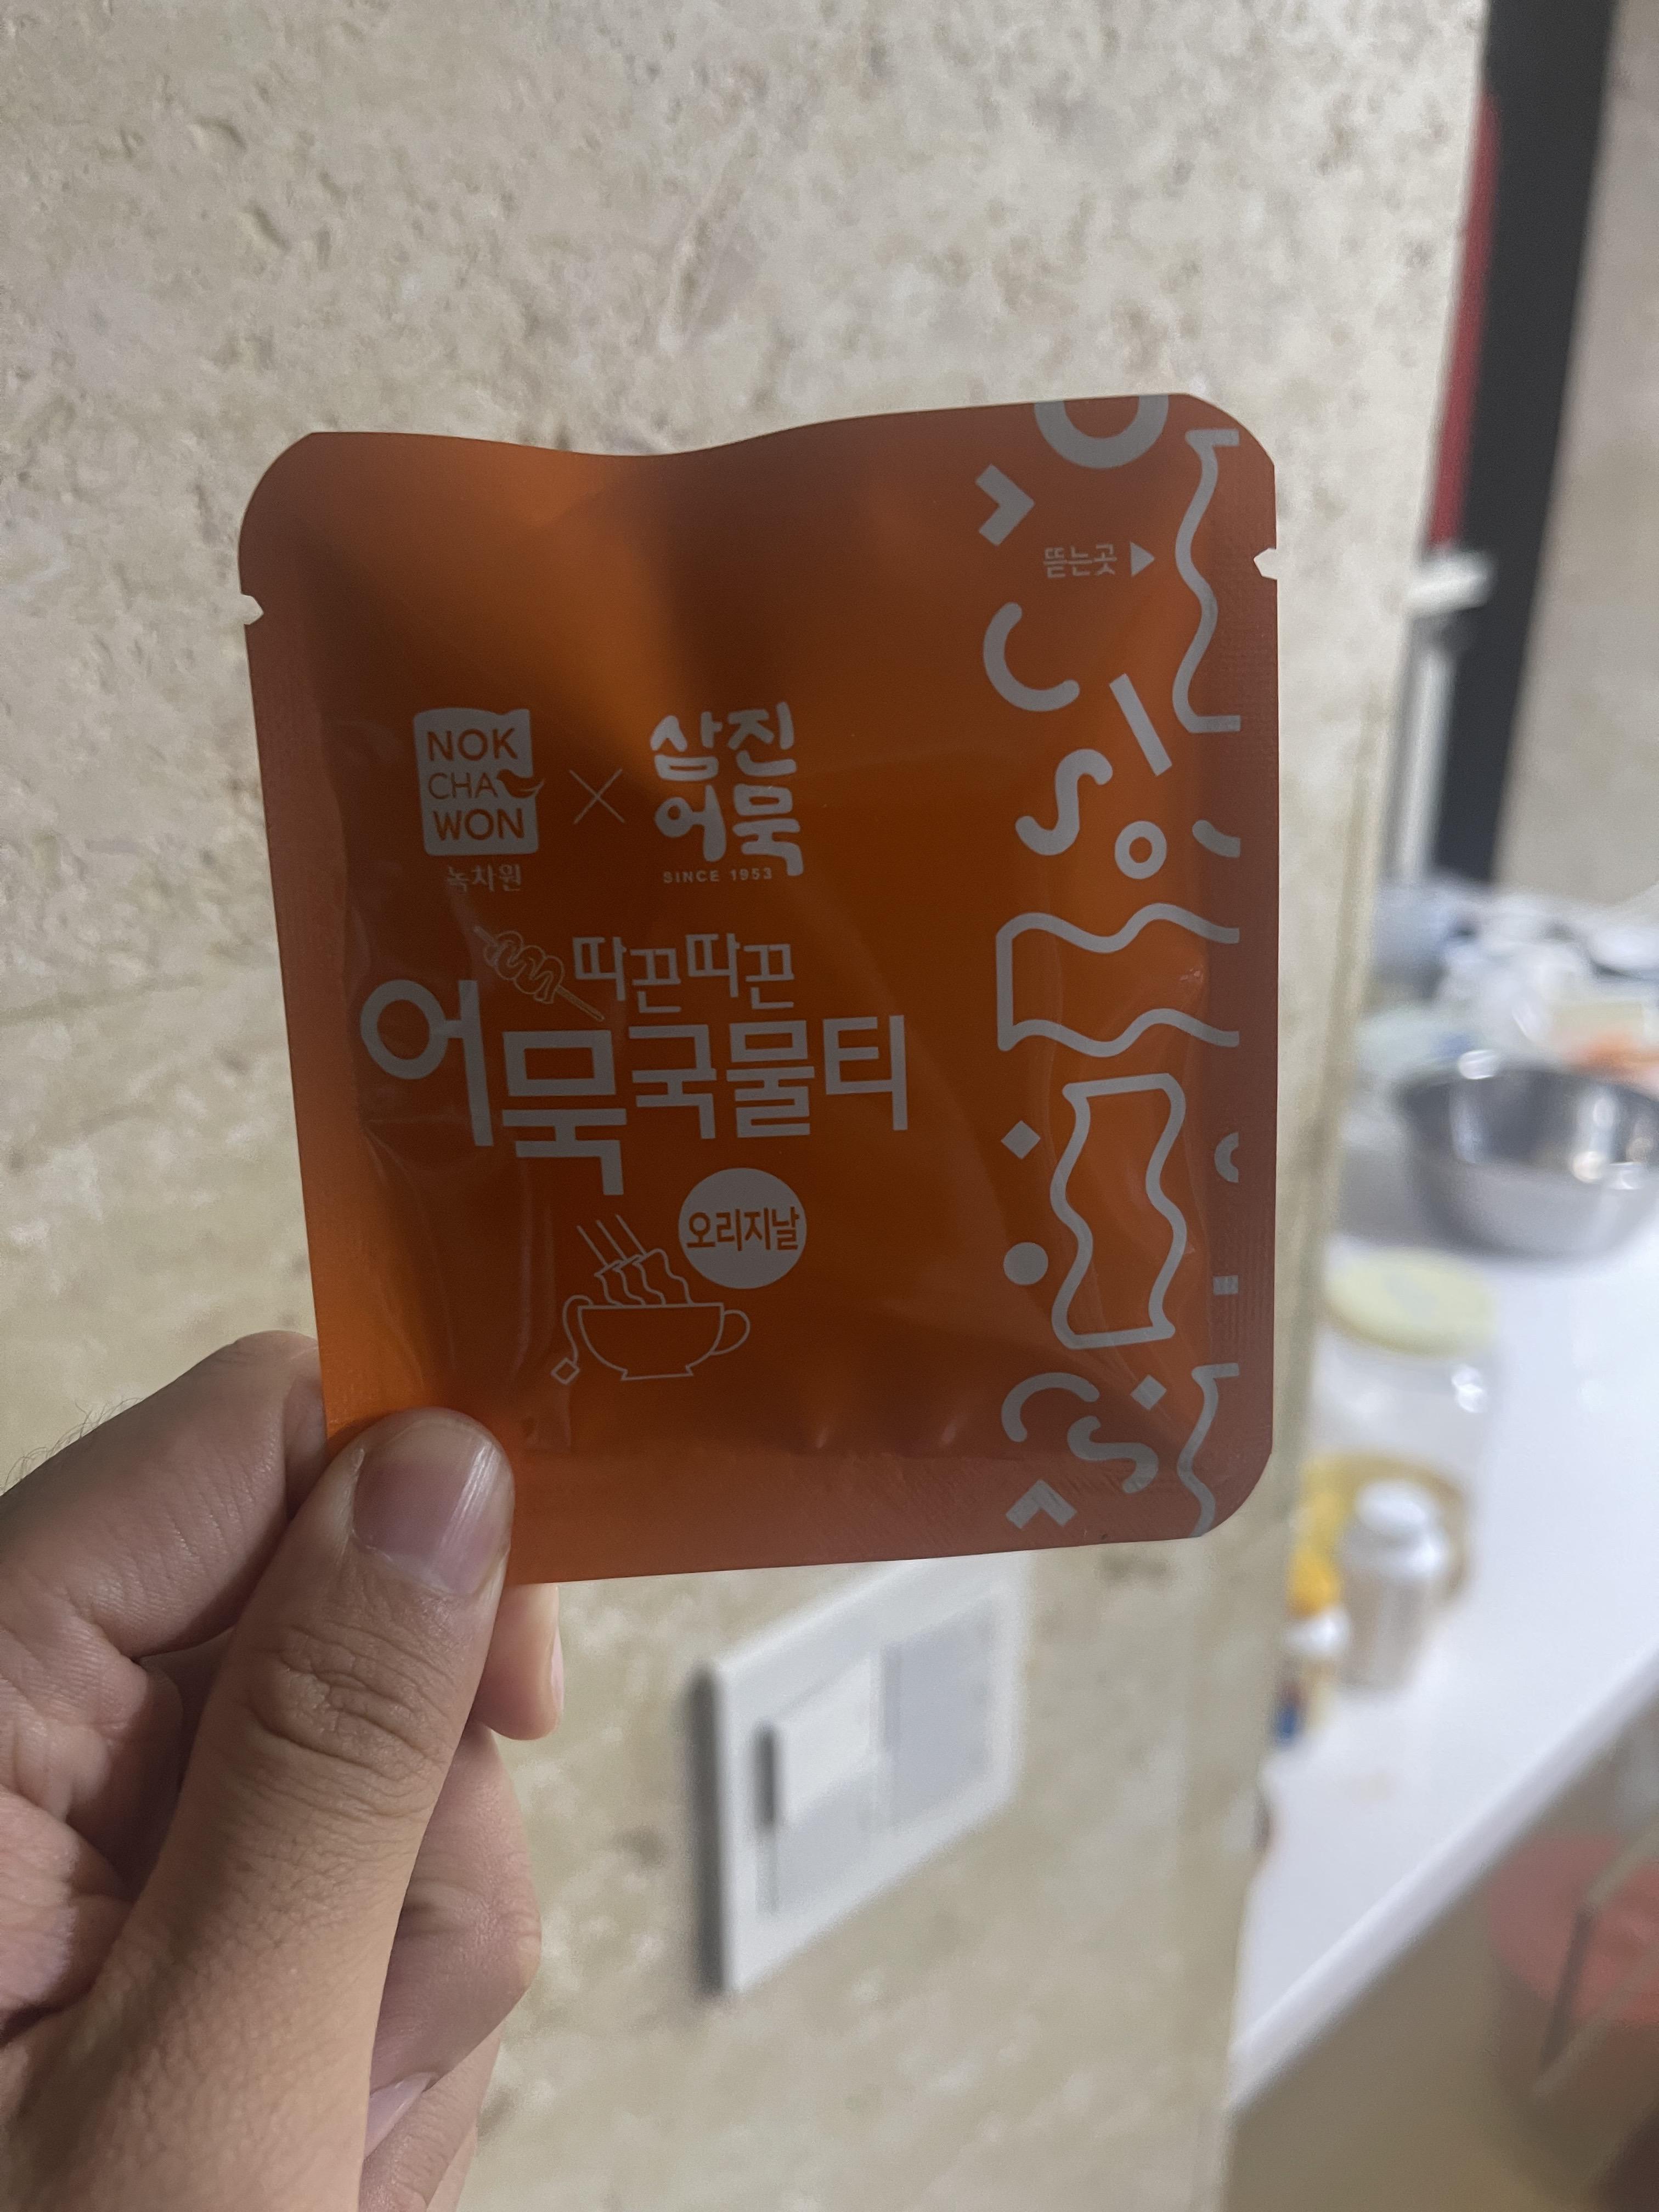 뜯는곳
NOK
CHA
WON
녹차원
삼진
어묵
SINCE 1953
따끈따끈
어묵국물티
오리지날